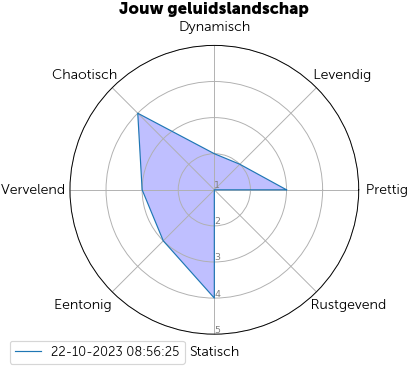 Jouw geluidslandschap
Dynamisch
Chaotisch
Levendig
Vervelend
Prettig
1
2
3
4
5
Eentonig
Rustgevend
Statisch
22-10-2023 08:56:25